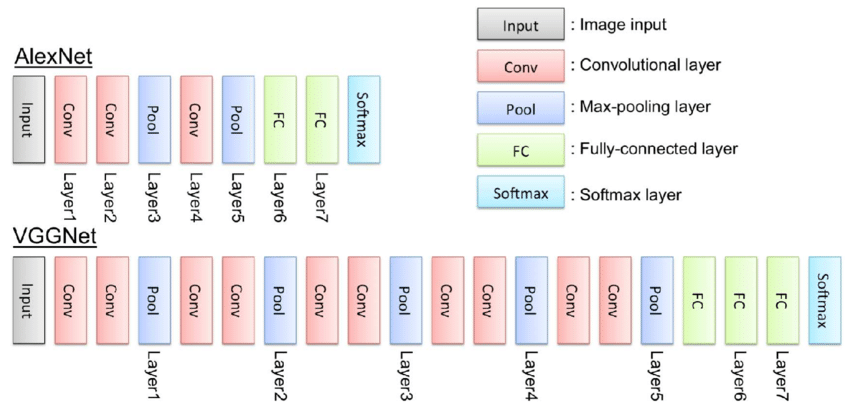 Input : Image input
AlexNet
Conv : Convolutional layer
Input Conv Conv Pool Conv Pool FC FC Softmax
Pool : Max-pooling layer
FC : Fully-connected layer
Layer1 Layer2 Layer3 Layer4 Layer5 Layer6 Layer7
Softmax : Softmax layer
VGGNet
Input Conv Conv Pool Conv Conv Pool Conv Conv Pool Conv Conv Pool Conv Conv Pool FC FC FC Softmax
Layer1 Layer2 Layer3 Layer4 Layer5 Layer6 Layer7